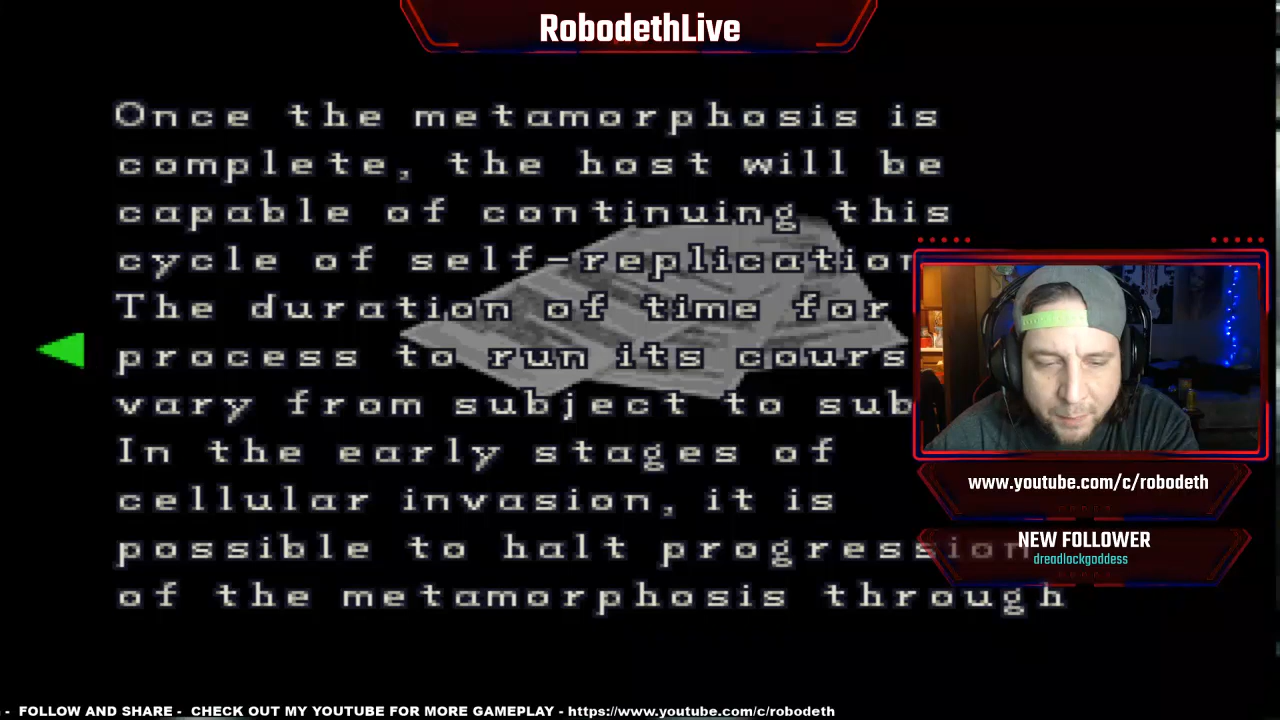 RobodethLive
Once the metamorphosis is
complete, the host will be
capable of continuing this
cycle of self-replication
The duration of time for
process to run its cours
vary from subject to sub
In the early stages of
cellular invasion, it is
possible to halt progression
of the metamorphosis through
www.youtube.com/c/robodeth
NEW FOLLOWER
dreadlockgoddess
- FOLLOW AND SHARE - CHECK OUT MY YOUTUBE FOR MORE GAMEPLAY - https://www.youtube.com/c/robodeth